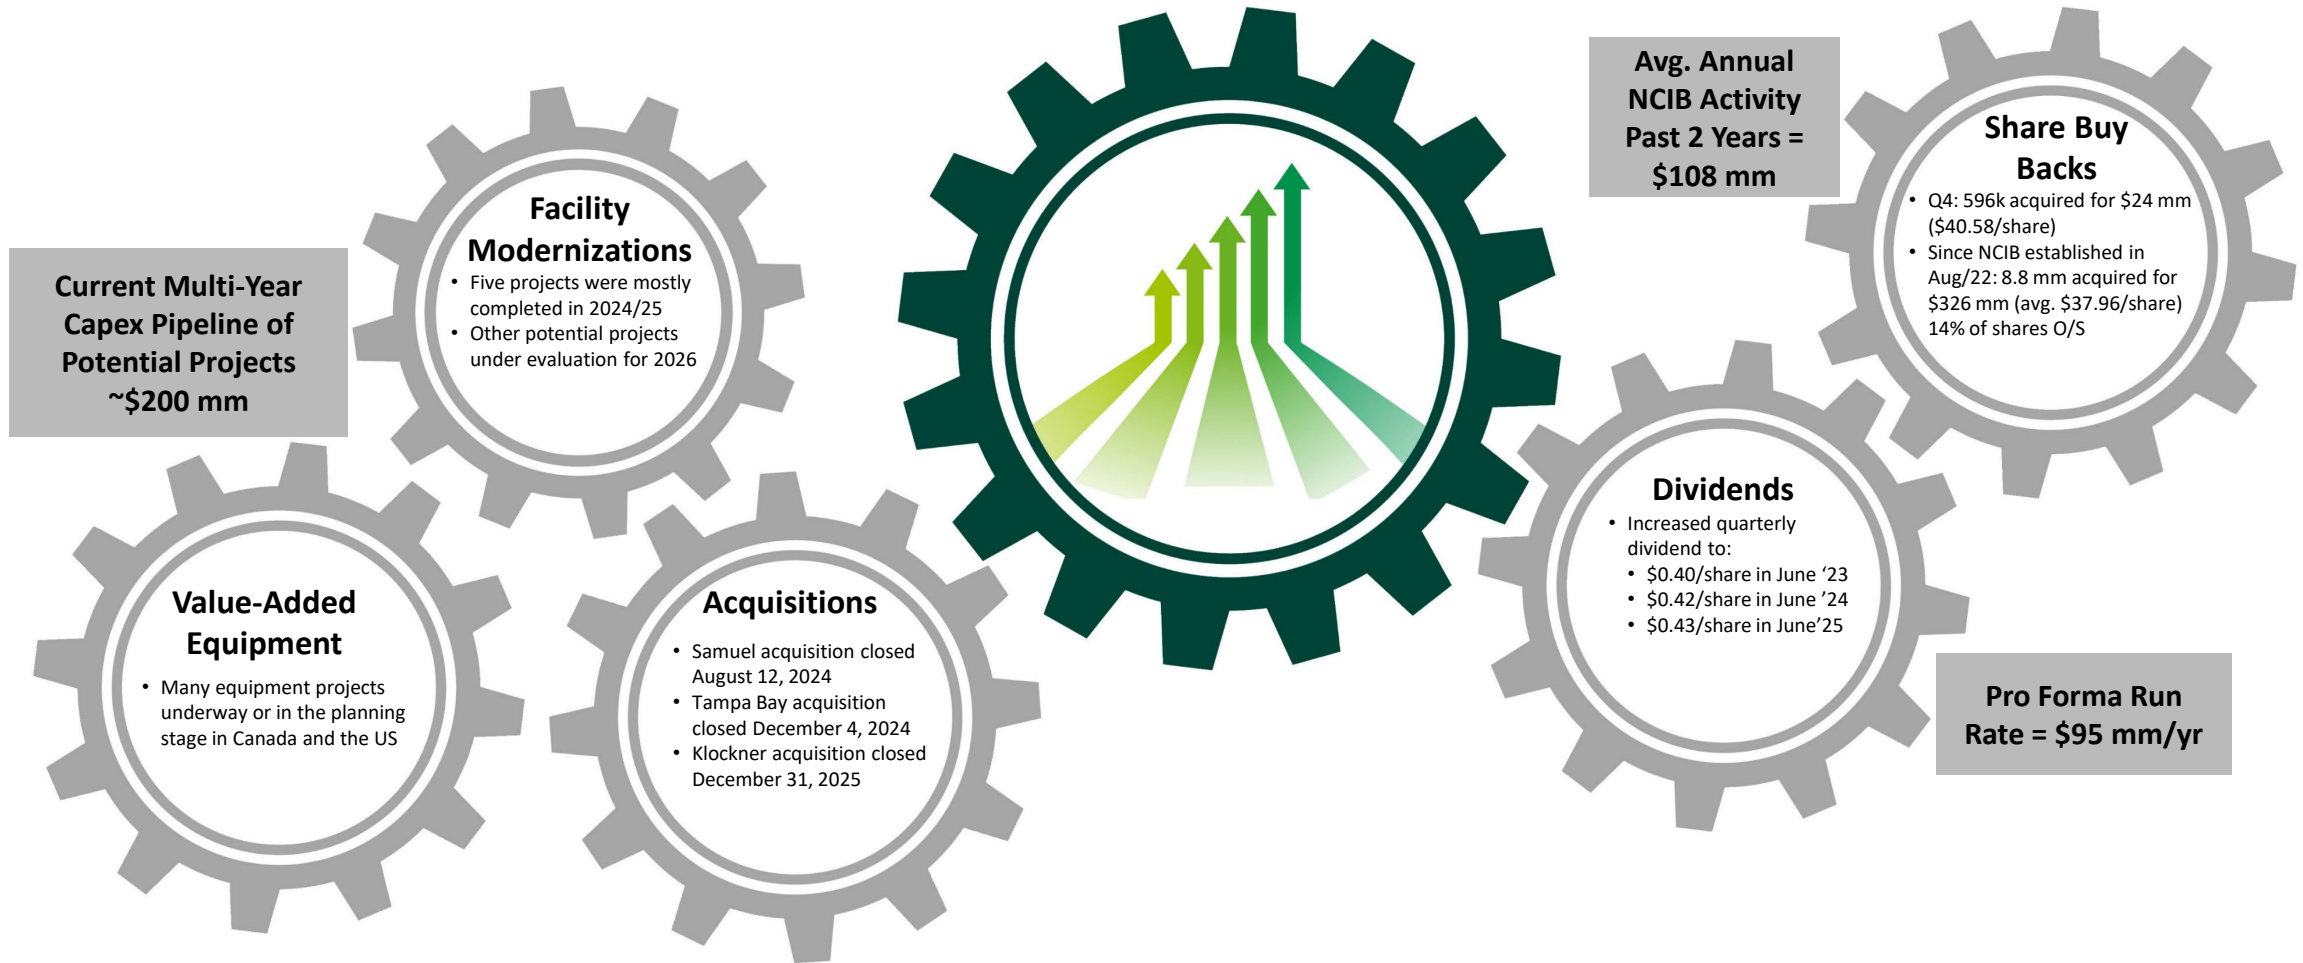 Current Multi-Year
Capex Pipeline of
Potential Projects
~$200 mm
Facility
Modernizations
• Five projects were mostly
completed in 2024/25
• Other potential projects
under evaluation for 2026
Value-Added
Equipment
• Many equipment projects
underway or in the planning
stage in Canada and the US
Acquisitions
• Samuel acquisition closed
August 12, 2024
• Tampa Bay acquisition
closed December 4, 2024
• Klockner acquisition closed
December 31, 2025
Avg. Annual
NCIB Activity
Past 2 Years =
$108 mm
Share Buy
Backs
• Q4: 596k acquired for $24 mm
($40.58/share)
• Since NCIB established in
Aug/22: 8.8 mm acquired for
$326 mm (avg. $37.96/share)
14% of shares O/S
Dividends
• Increased quarterly
dividend to:
• $0.40/share in June ‘23
• $0.42/share in June ’24
• $0.43/share in June’25
Pro Forma Run
Rate = $95 mm/yr